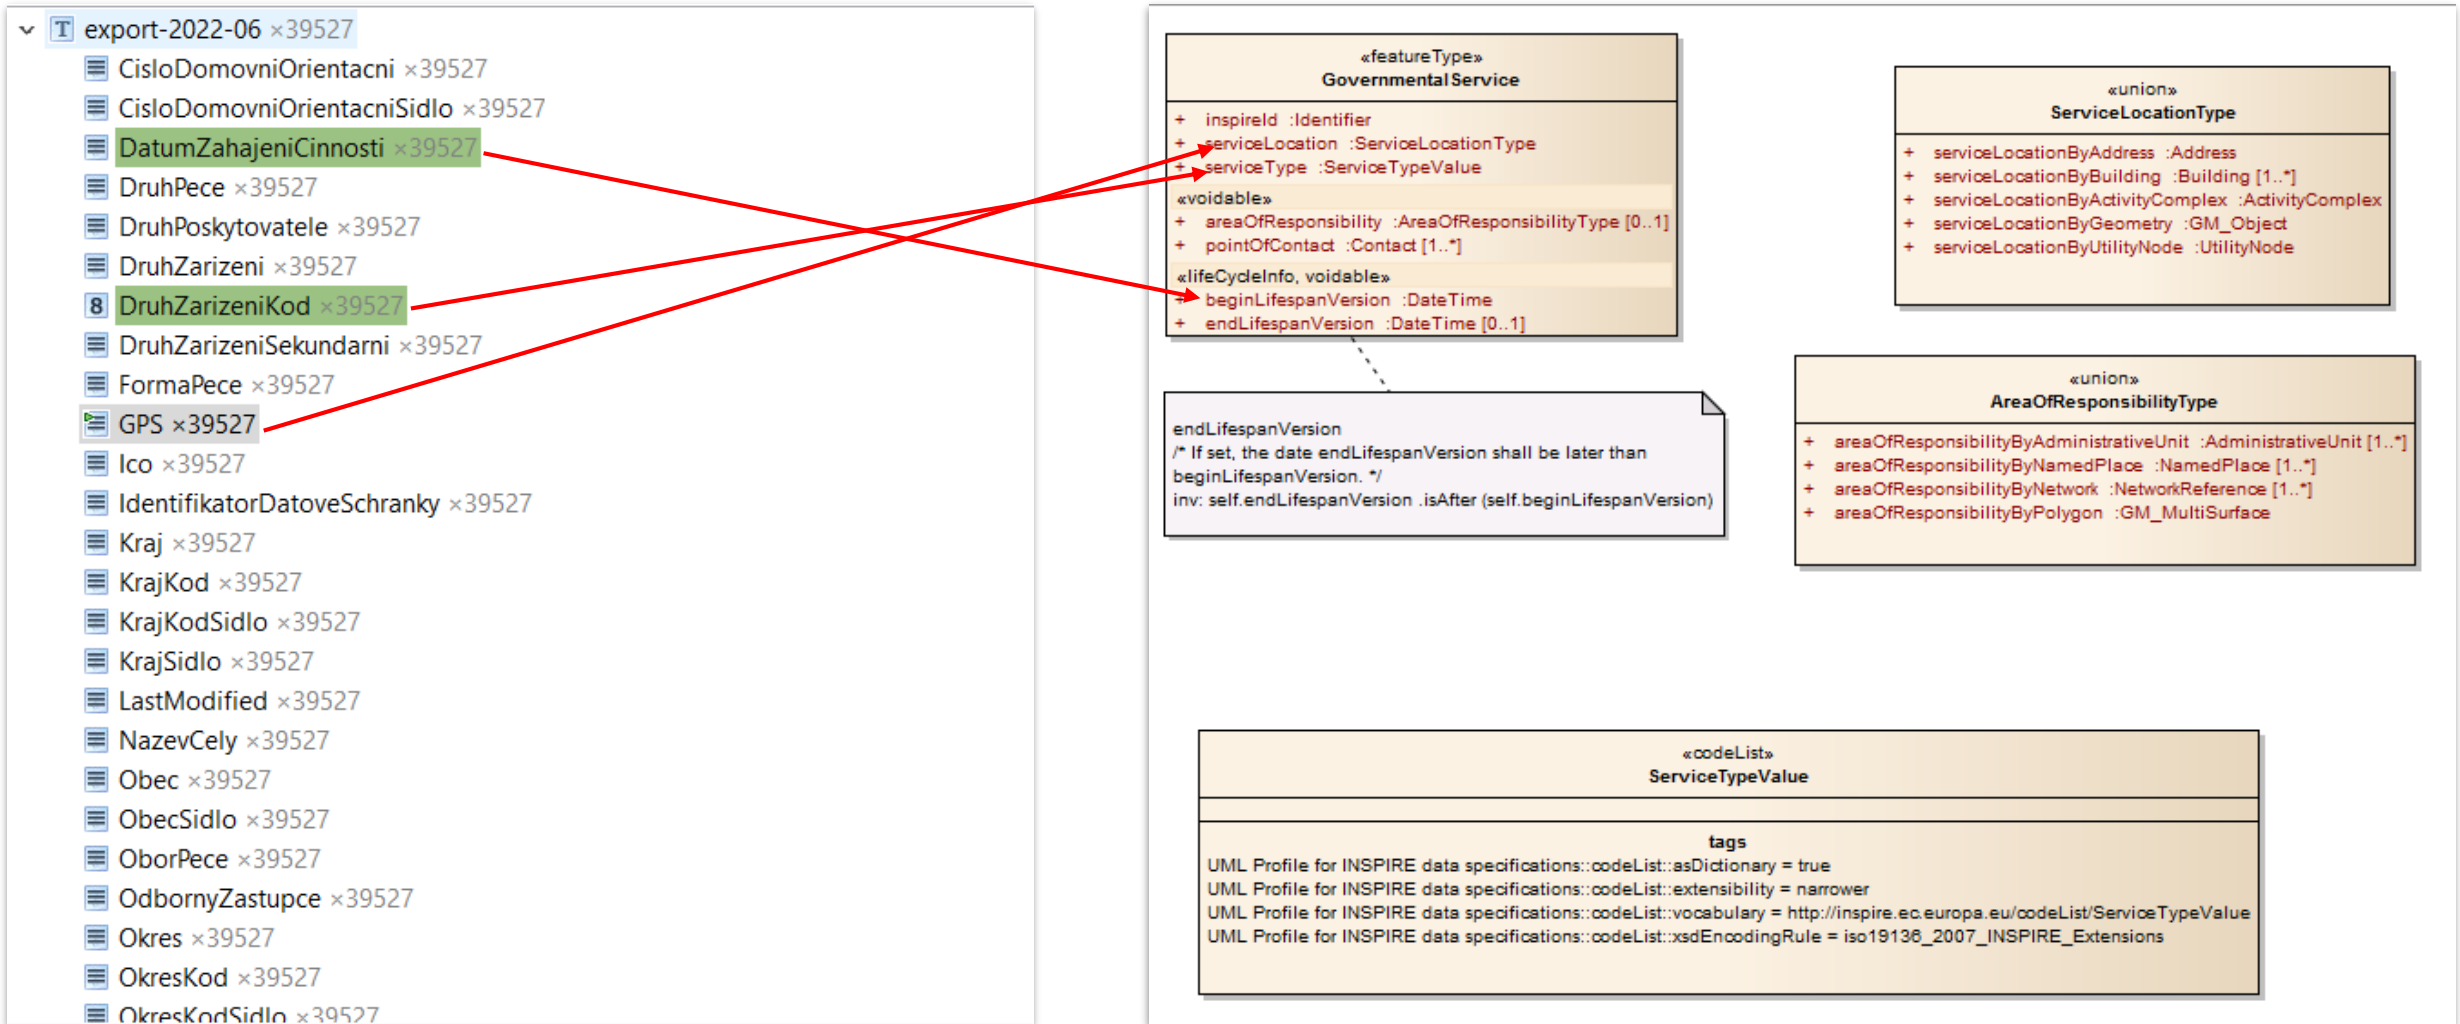 export-2022-06 ×39527
CisloDomovniOrientacni ×39527
CisloDomovniOrientacniSidlo ×39527
DatumZahajeniCinnosti ×39527
DruhPece ×39527
DruhPoskytovatele ×39527
DruhZarizeni ×39527
DruhZarizeniKod ×39527
DruhZarizeniSekundarni ×39527
FormaPece ×39527
GPS ×39527
Ico ×39527
IdentifikatorDatoveSchranky ×39527
Kraj ×39527
KrajKod ×39527
KrajKodSidlo ×39527
KrajSidlo ×39527
LastModified ×39527
NazevCely ×39527
Obec ×39527
ObecSidlo ×39527
OborPece ×39527
OdbornyZastupce ×39527
Okres ×39527
OkresKod ×39527
OkresKodSidlo ×39527
«featureType»
GovernmentalService
+ inspireId :Identifier
+ serviceLocation :ServiceLocationType
+ serviceType :ServiceTypeValue
«voidable»
+ areaOfResponsibility :AreaOfResponsibilityType [0..1]
+ pointOfContact :Contact [1..*]
«lifeCycleInfo, voidable»
+ beginLifespanVersion :DateTime
+ endLifespanVersion :DateTime [0..1]
endLifespanVersion
/* If set, the date endLifespanVersion shall be later than
beginLifespanVersion. */
inv: self.endLifespanVersion .isAfter (self.beginLifespanVersion)
«union»
ServiceLocationType
+ serviceLocationByAddress :Address
+ serviceLocationByBuilding :Building [1..*]
+ serviceLocationByActivityComplex :ActivityComplex
+ serviceLocationByGeometry :GM_Object
+ serviceLocationByUtilityNode :UtilityNode
«union»
AreaOfResponsibilityType
+ areaOfResponsibilityByAdministrativeUnit :AdministrativeUnit [1..*]
+ areaOfResponsibilityByNamedPlace :NamedPlace [1..*]
+ areaOfResponsibilityByNetwork :NetworkReference [1..*]
+ areaOfResponsibilityByPolygon :GM_MultiSurface
«codeList»
ServiceTypeValue
tags
UML Profile for INSPIRE data specifications::codeList::asDictionary = true
UML Profile for INSPIRE data specifications::codeList::extensibility = narrower
UML Profile for INSPIRE data specifications::codeList::vocabulary = http://inspire.ec.europa.eu/codeList/ServiceTypeValue
UML Profile for INSPIRE data specifications::codeList::xsdEncodingRule = iso19136_2007_INSPIRE_Extensions